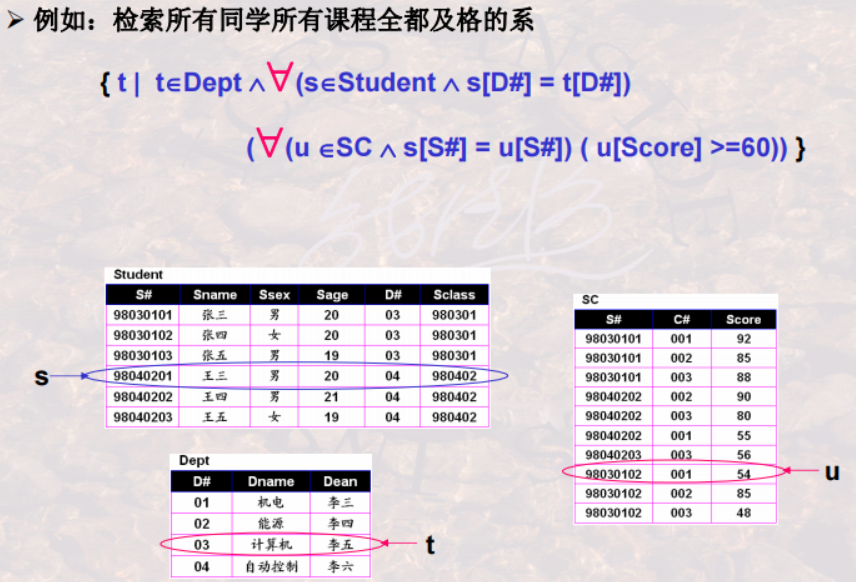 ➢ 例如：检索所有同学所有课程全都及格的系
{ t | t∈Dept ∧ ∀ (s∈Student ∧ s[D#] = t[D#])
( ∀ (u ∈SC ∧ s[S#] = u[S#]) ( u[Score] >=60)) }
Student
S# Sname Ssex Sage D# Sclass
98030101 张三 男 20 03 980301
98030102 张四 女 20 03 980301
98030103 张五 男 19 03 980301
s 98040201 王三 男 20 04 980402
98040202 王四 男 21 04 980402
98040203 王五 女 19 04 980402
SC
S# C# Score
98030101 001 92
98030101 002 85
98030101 003 88
98040202 002 90
98040202 003 80
98040202 001 55
98040203 003 56
98030102 001 54 u
98030102 002 85
98030102 003 48
Dept
D# Dname Dean
01 机电 李三
02 能源 李四
03 计算机 李五 t
04 自动控制 李六